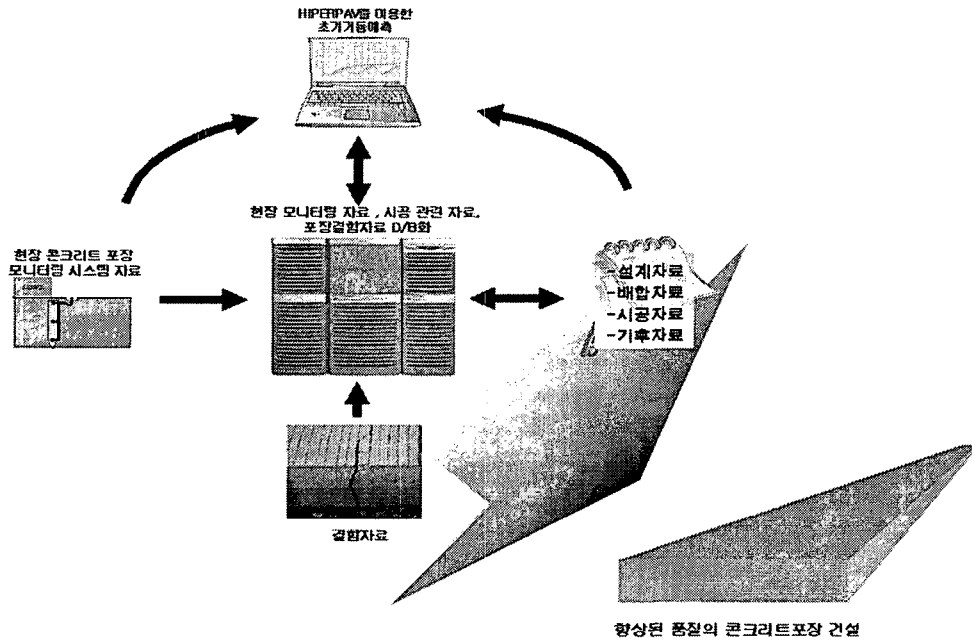 HIPERPAV를 이용한
초기거동예측
현장 모니터링 자료, 시공 관련 자료,
포장결함자료 D/B화
현장 콘크리트 포장
모니터링 시스템 자료
-설계자료
-배합자료
-시공자료
-기후자료
결함자료
향상된 품질의 콘크리트포장 건설